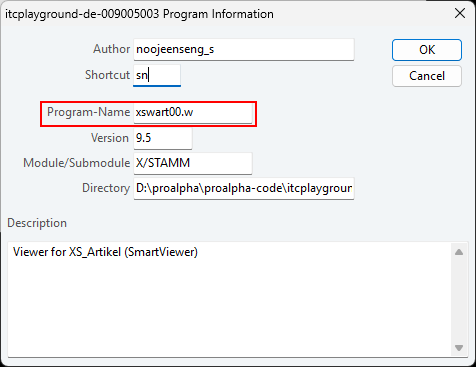 itcplayground-de-009005003 Program Information
Author noojeenseng_s
OK
Shortcut sn
Cancel
Program-Name xswart00.w
Version 9.5
Module/Submodule X/STAMM
Directory D:\proalpha\proalpha-code\itcplaygrour
Description
Viewer for XS_Artikel (SmartViewer)